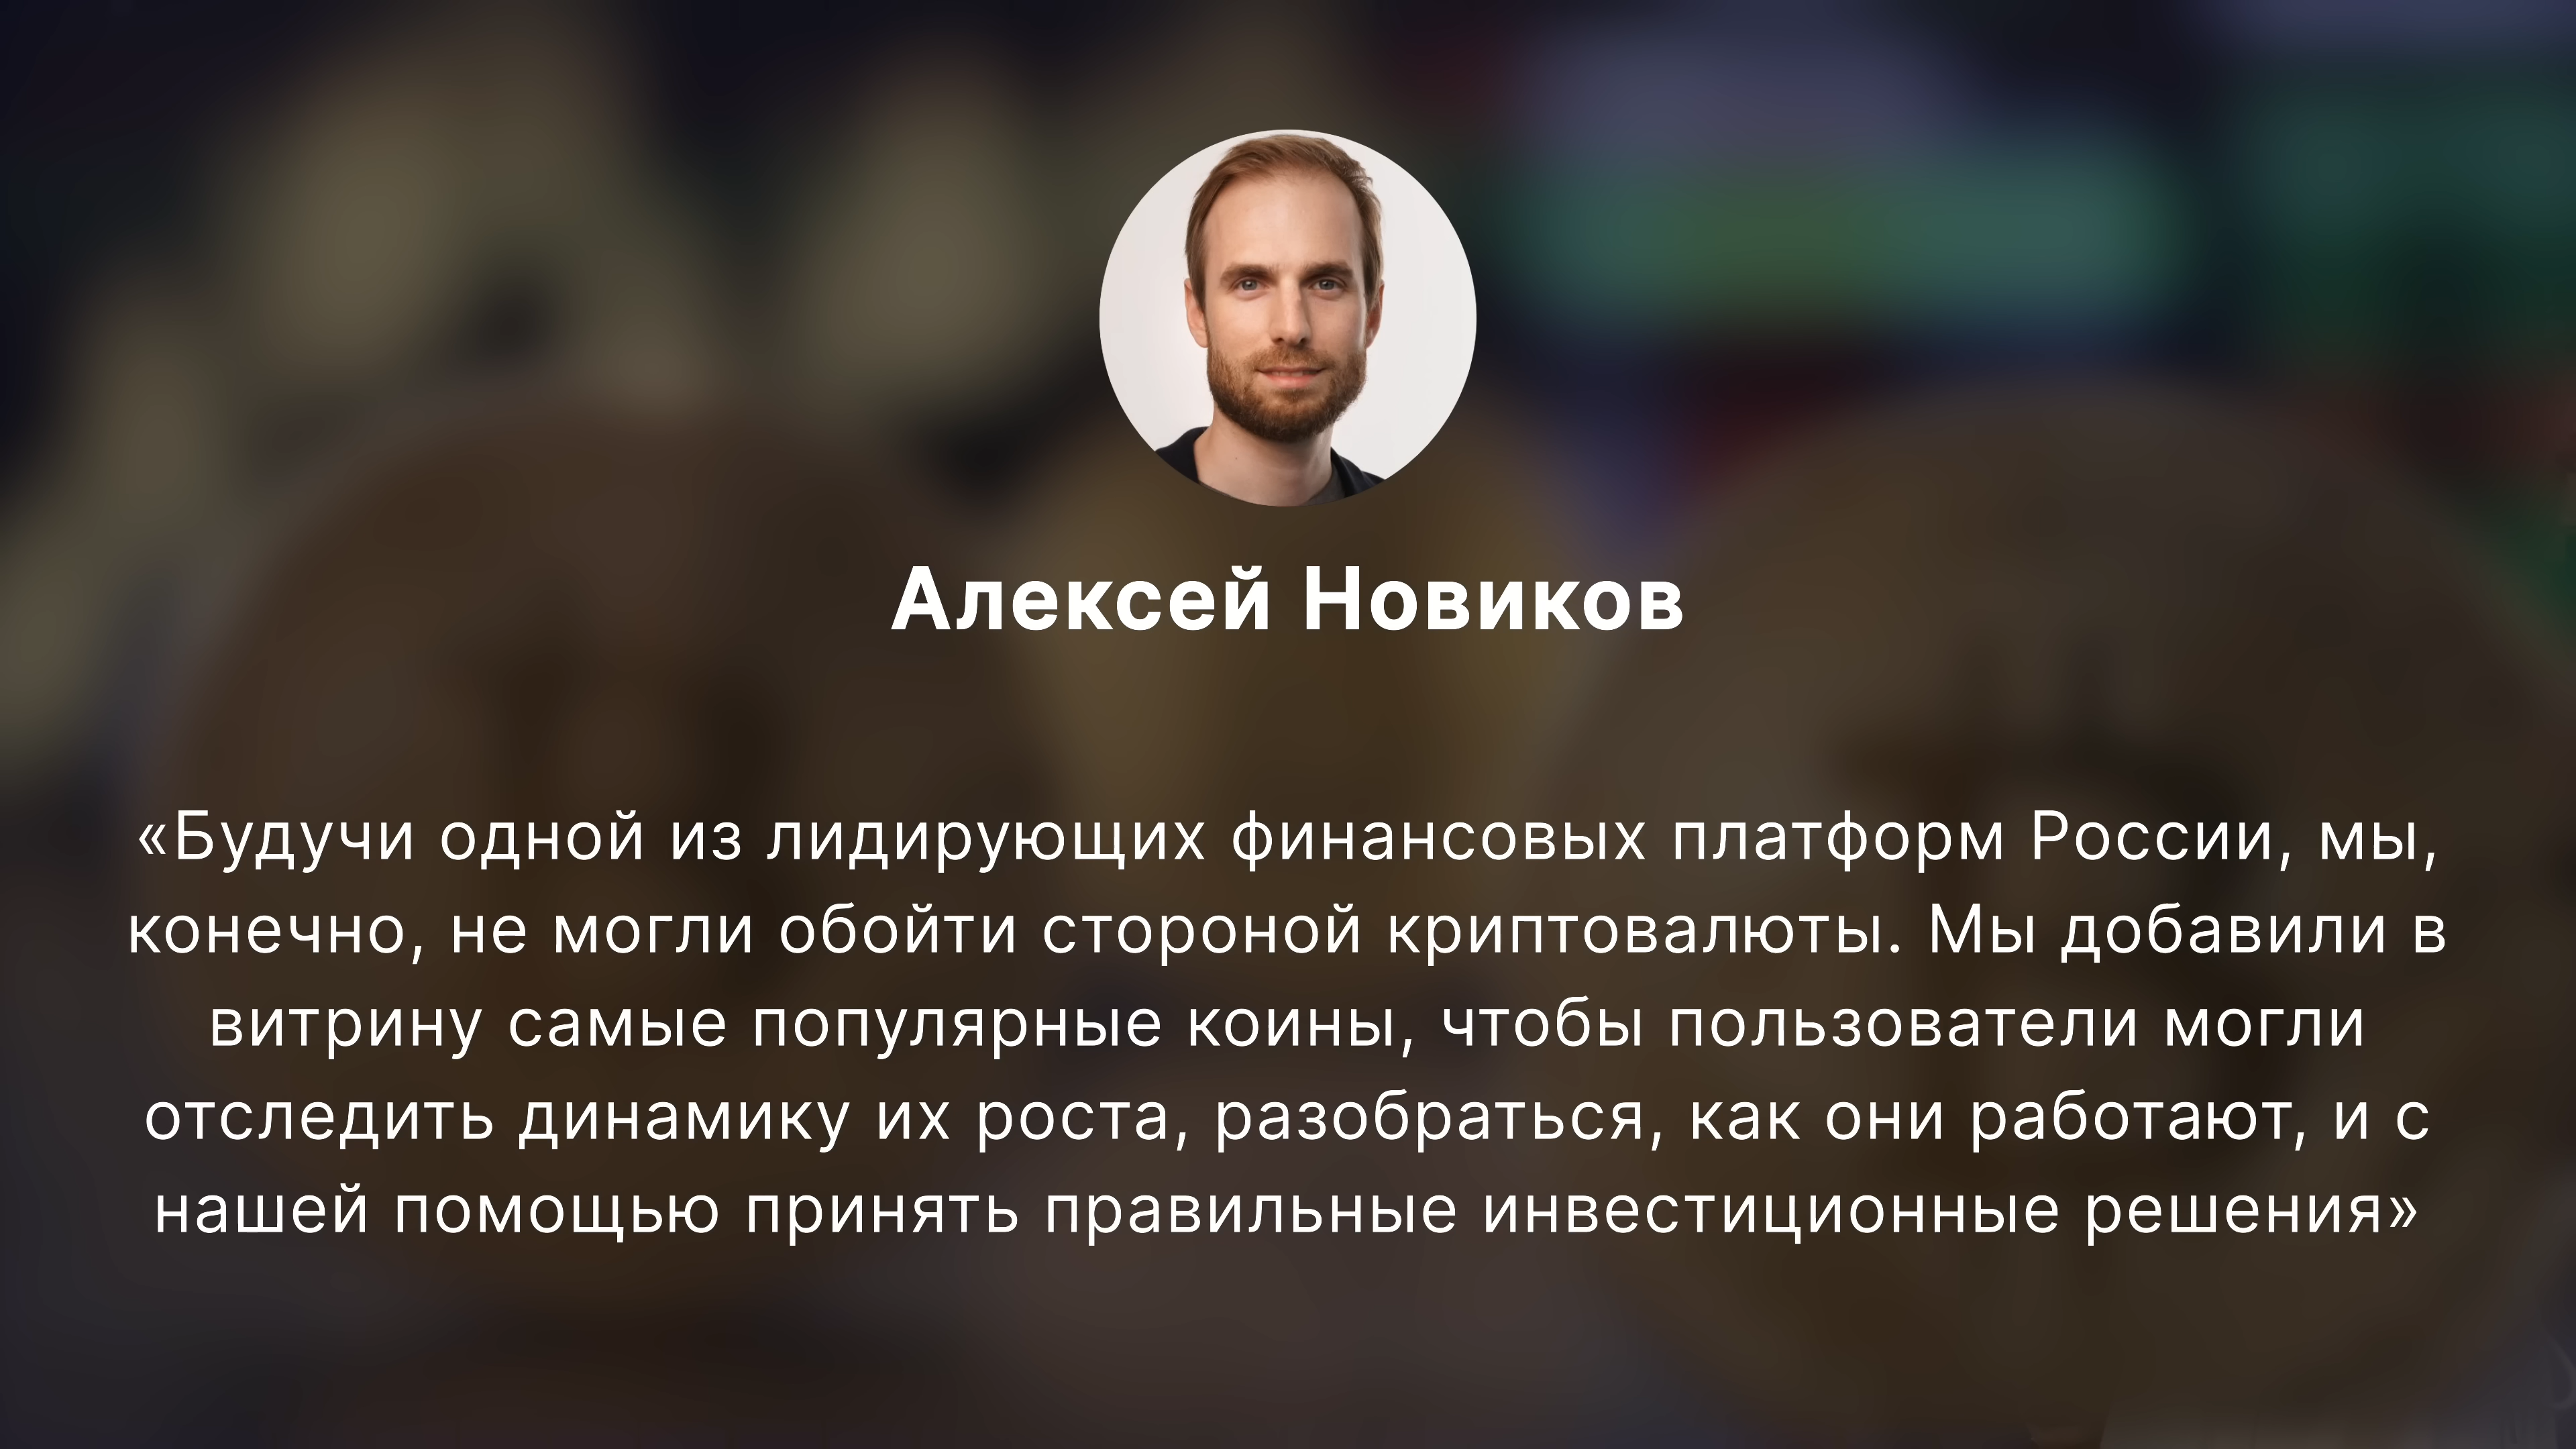 Алексей Новиков
«Будучи одной из лидирующих финансовых платформ России, мы,
конечно, не могли обойти стороной криптовалюты. Мы добавили в
витрину самые популярные коины, чтобы пользователи могли
отследить динамику их роста, разобраться, как они работают, и с
нашей помощью принять правильные инвестиционные решения»